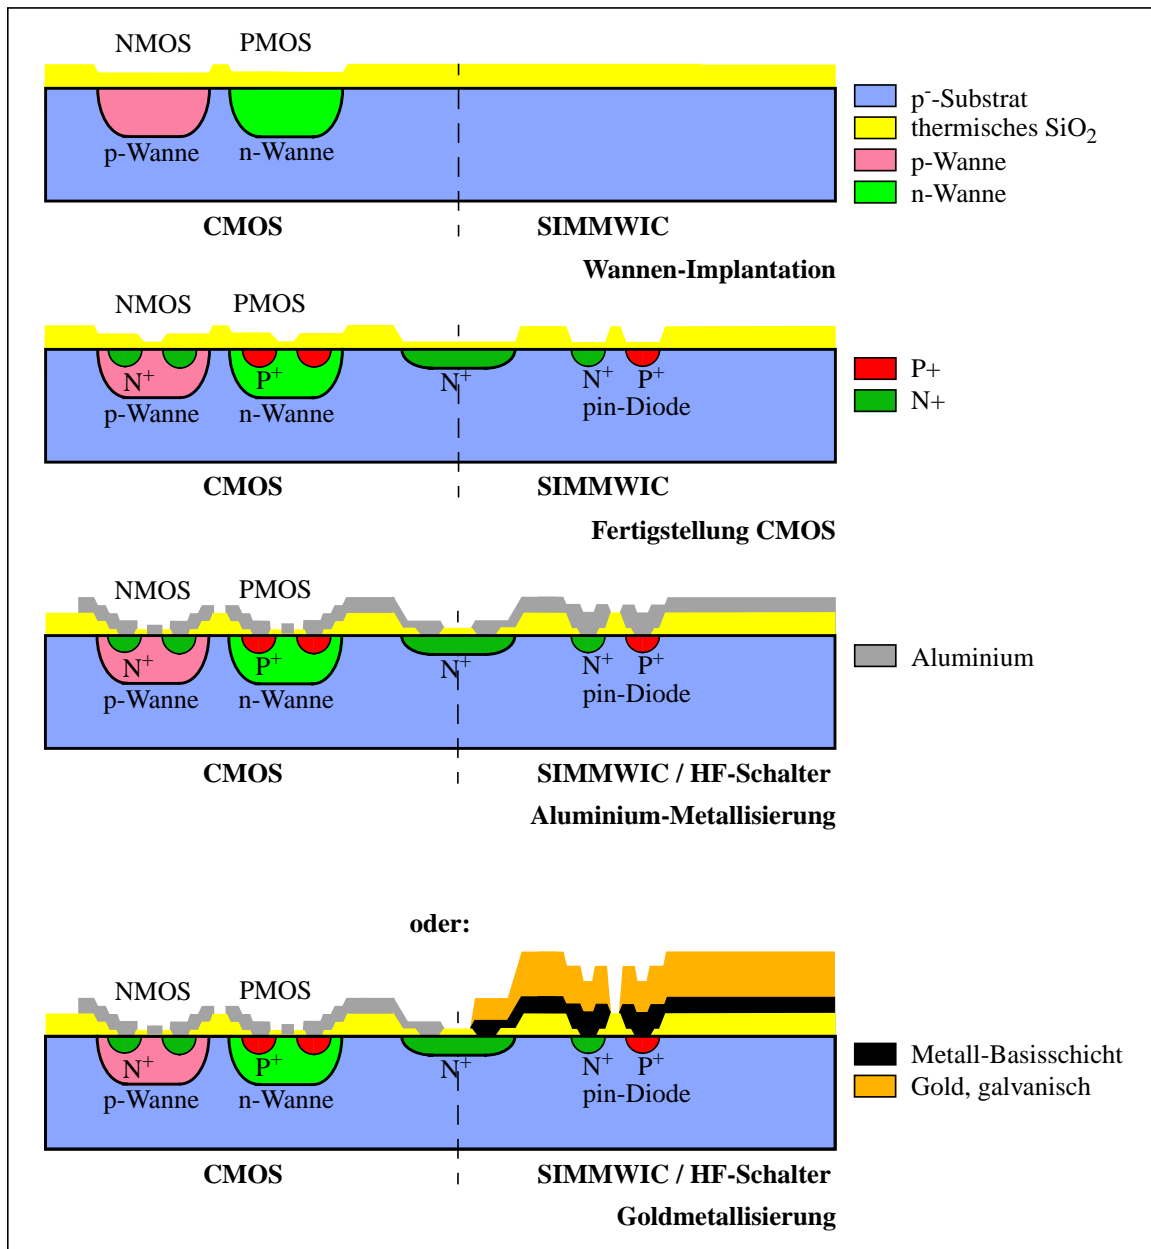 NMOS PMOS
p⁻-Substrat
thermisches SiO₂
p-Wanne
n-Wanne
p-Wanne n-Wanne
CMOS SIMMWIC
Wannen-Implantation
NMOS PMOS
P+
N+
N⁺ P⁺ N⁺ N⁺ P⁺
p-Wanne n-Wanne pin-Diode
CMOS SIMMWIC
Fertigstellung CMOS
NMOS PMOS
Aluminium
N⁺ P⁺ N⁺ N⁺ P⁺
p-Wanne n-Wanne pin-Diode
CMOS SIMMWIC / HF-Schalter
Aluminium-Metallisierung
oder:
NMOS PMOS
Metall-Basisschicht
Gold, galvanisch
N⁺ P⁺ N⁺ N⁺ P⁺
p-Wanne n-Wanne pin-Diode
CMOS SIMMWIC / HF-Schalter
Goldmetallisierung